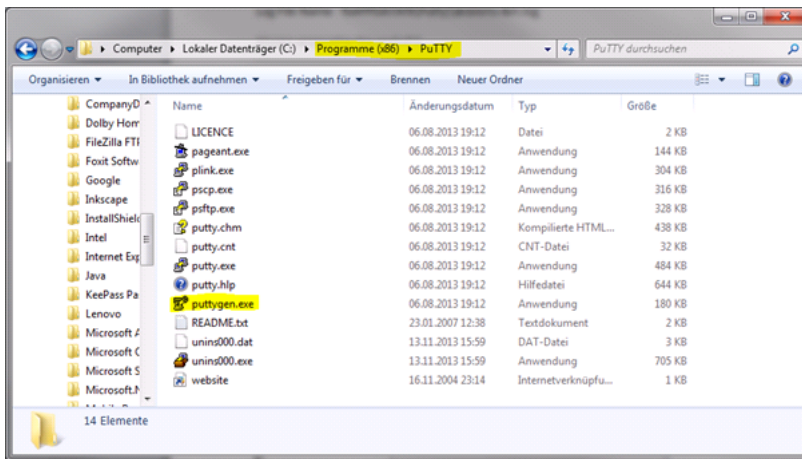 Computer ▸ Lokaler Datenträger (C:) ▸ Programme (x86) ▸ PuTTY
PuTTY durchsuchen
Organisieren In Bibliothek aufnehmen Freigeben für Brennen Neuer Ordner
Name Änderungsdatum Typ Größe
CompanyD
Dolby Hom
FileZilla FTP
Foxit Softw
Google
Inkscape
InstallShield
Intel
Internet Exp
Java
KeePass Pa
Lenovo
Microsoft A
Microsoft C
Microsoft S
Microsoft.N
LICENCE 06.08.2013 19:12 Datei 2 KB
pageant.exe 06.08.2013 19:12 Anwendung 144 KB
plink.exe 06.08.2013 19:12 Anwendung 304 KB
pscp.exe 06.08.2013 19:12 Anwendung 316 KB
psftp.exe 06.08.2013 19:12 Anwendung 328 KB
putty.chm 06.08.2013 19:12 Kompilierte HTML... 438 KB
putty.cnt 06.08.2013 19:12 CNT-Datei 32 KB
putty.exe 06.08.2013 19:12 Anwendung 484 KB
putty.hlp 06.08.2013 19:12 Hilfedatei 644 KB
puttygen.exe 06.08.2013 19:12 Anwendung 180 KB
README.txt 23.01.2007 12:38 Textdokument 2 KB
unins000.dat 13.11.2013 15:59 DAT-Datei 3 KB
unins000.exe 13.11.2013 15:59 Anwendung 705 KB
website 16.11.2004 23:14 Internetverknüpfu... 1 KB
14 Elemente